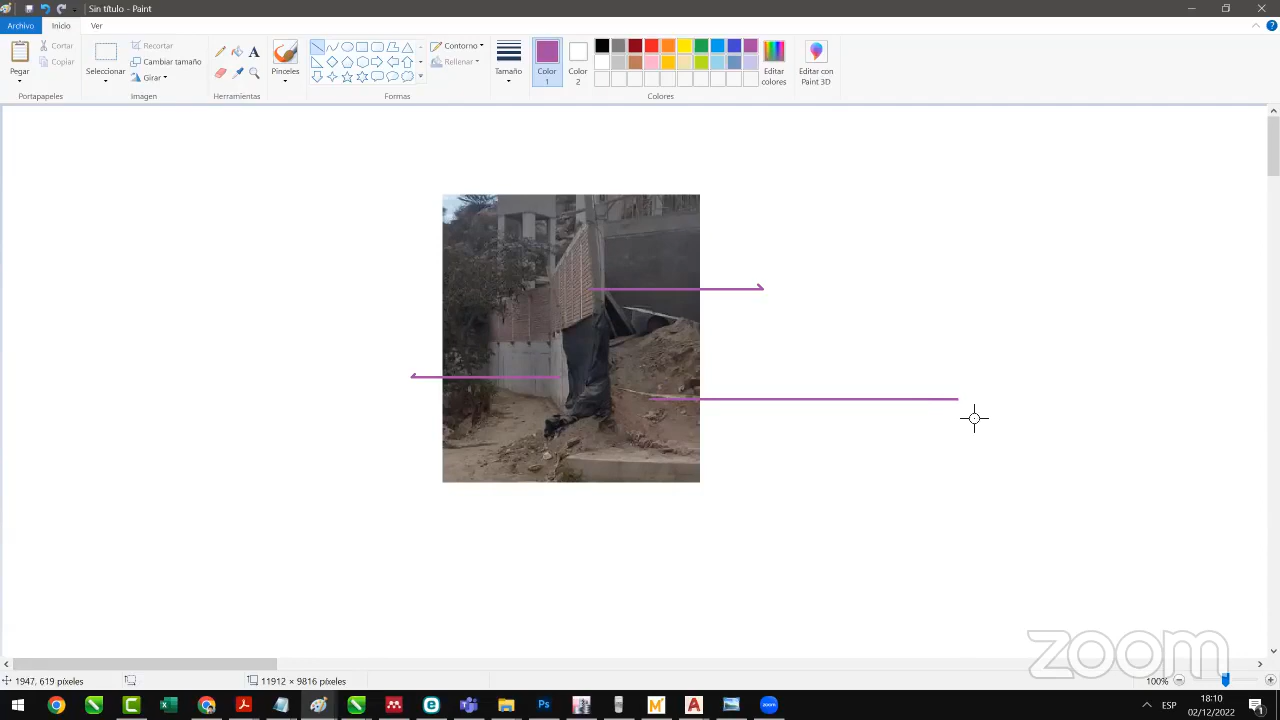 Sin título - Paint
Archivo
Inicio
Ver
Pegar
Cortar
Copiar
Portapapeles
Seleccionar
Recortar
Cambiar tamaño
Girar
Imagen
Herramientas
Pinceles
Contorno
Rellenar
Formas
Tamaño
Color
1
Color
2
Editar
colores
Colores
Editar con
Paint 3D
zoom
1947, 619 píxeles
11912 × 9816 píxeles
100%
zoom
ESP
18:10
02/12/2022